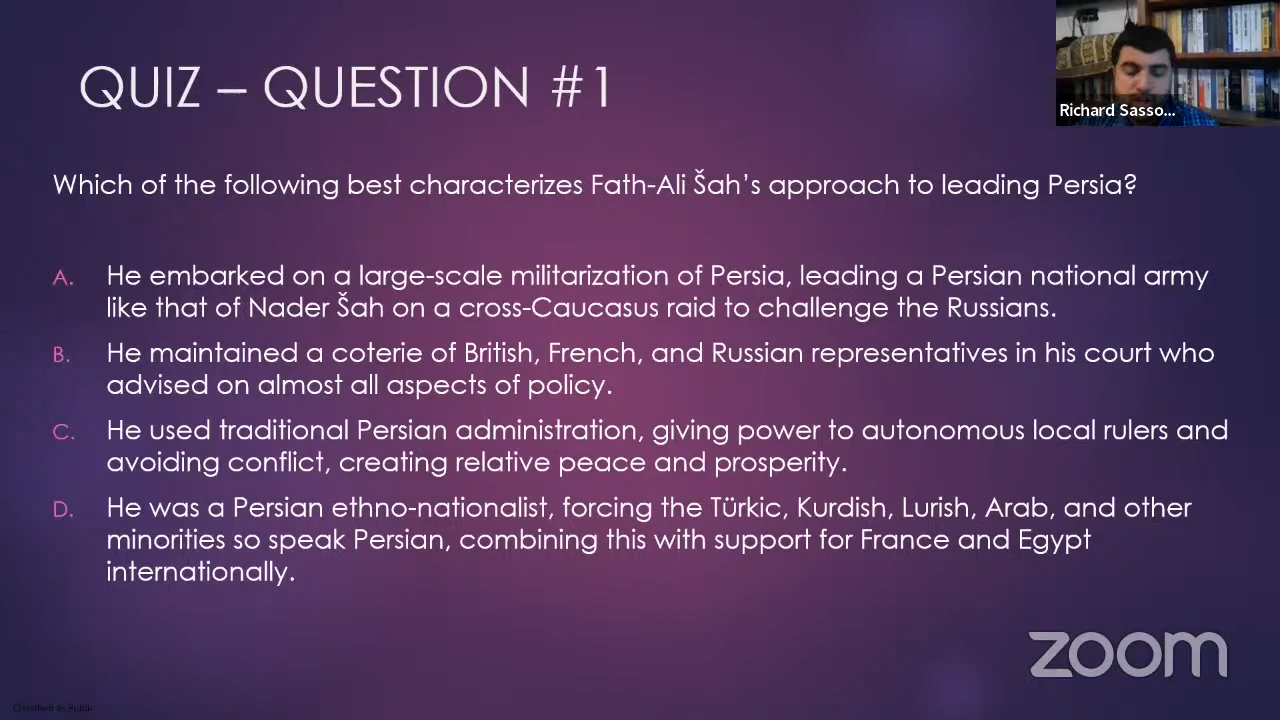 QUIZ – QUESTION #1
Richard Sasso...
Which of the following best characterizes Fath-Ali Šah's approach to leading Persia?
A. He embarked on a large-scale militarization of Persia, leading a Persian national army
like that of Nader Šah on a cross-Caucasus raid to challenge the Russians.
B. He maintained a coterie of British, French, and Russian representatives in his court who
advised on almost all aspects of policy.
C. He used traditional Persian administration, giving power to autonomous local rulers and
avoiding conflict, creating relative peace and prosperity.
D. He was a Persian ethno-nationalist, forcing the Türkic, Kurdish, Lurish, Arab, and other
minorities so speak Persian, combining this with support for France and Egypt
internationally.
zoom
Classified as Public